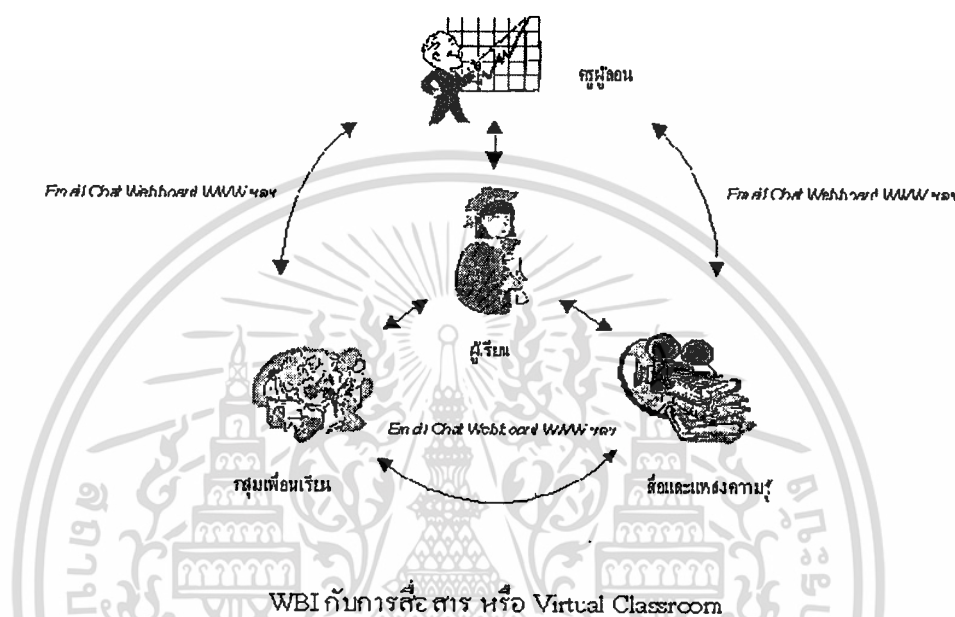 ครูผู้สอน
Email Chat Webboard WWW ฯลฯ
Email Chat Webboard WWW ฯลฯ
ผู้เรียน
Email Chat Webboard WWW ฯลฯ
กลุ่มเพื่อนเรียน
สื่อและแหล่งความรู้
WBI กับการสื่อสาร หรือ Virtual Classroom